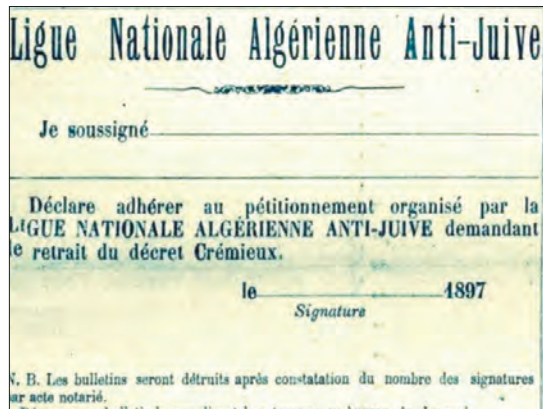 Ligue Nationale Algérienne Anti-Juive
Je soussigné
Déclare adhérer au pétitionnement organisé par la
LIGUE NATIONALE ALGÉRIENNE ANTI-JUIVE demandant
le retrait du décret Crémieux.
le 1897
Signature
N. B. Les bulletins seront détruits après constatation du nombre des signatures
par acte notarié.